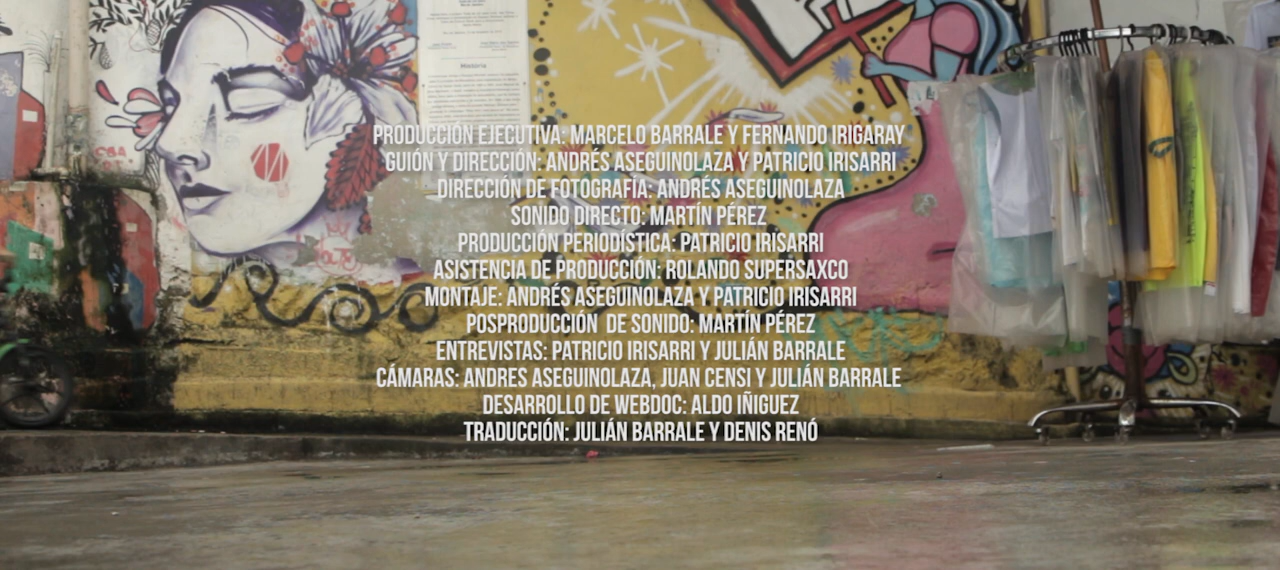 História
PRODUCCIÓN EJECUTIVA: MARCELO BARRALE Y FERNANDO IRIGARAY
GUIÓN Y DIRECCIÓN: ANDRÉS ASEGUINOLAZA Y PATRICIO IRISARRI
DIRECCIÓN DE FOTOGRAFÍA: ANDRÉS ASEGUINOLAZA
SONIDO DIRECTO: MARTÍN PÉREZ
PRODUCCIÓN PERIODÍSTICA: PATRICIO IRISARRI
ASISTENCIA DE PRODUCCIÓN: ROLANDO SUPERSAXCO
MONTAJE: ANDRÉS ASEGUINOLAZA Y PATRICIO IRISARRI
POSPRODUCCIÓN DE SONIDO: MARTÍN PÉREZ
ENTREVISTAS: PATRICIO IRISARRI Y JULIÁN BARRALE
CÁMARAS: ANDRES ASEGUINOLAZA, JUAN CENSI Y JULIÁN BARRALE
DESARROLLO DE WEBDOC: ALDO IÑIGUEZ
TRADUCCIÓN: JULIÁN BARRALE Y DENIS RENÓ